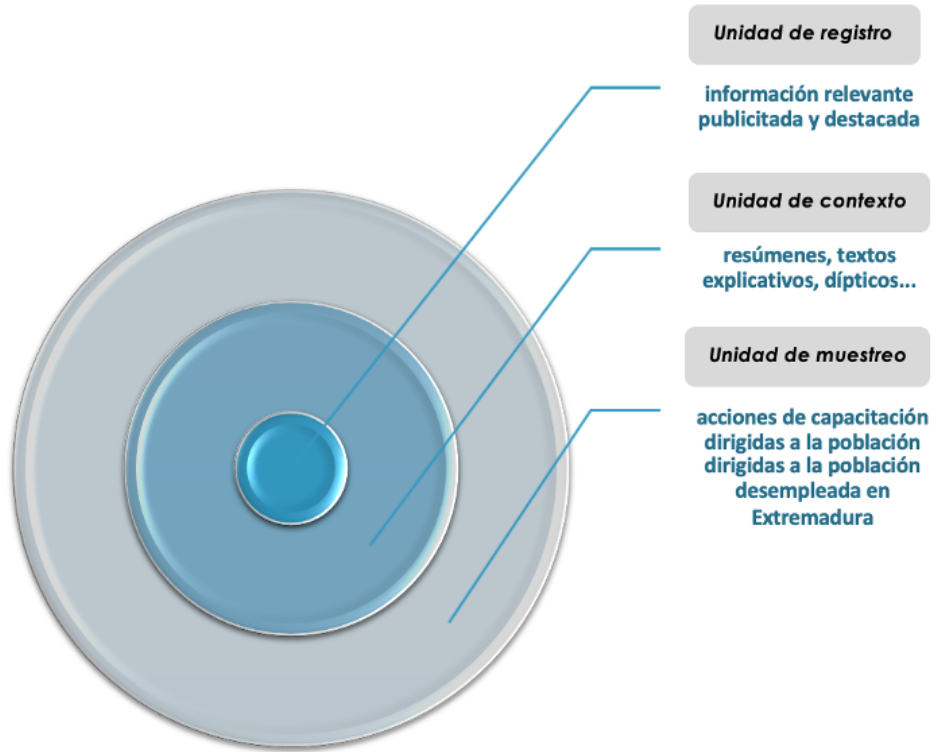 Unidad de registro
información relevante
publicitada y destacada
Unidad de contexto
resúmenes, textos
explicativos, dípticos...
Unidad de muestreo
acciones de capacitación
dirigidas a la población
dirigidas a la población
desempleada en
Extremadura